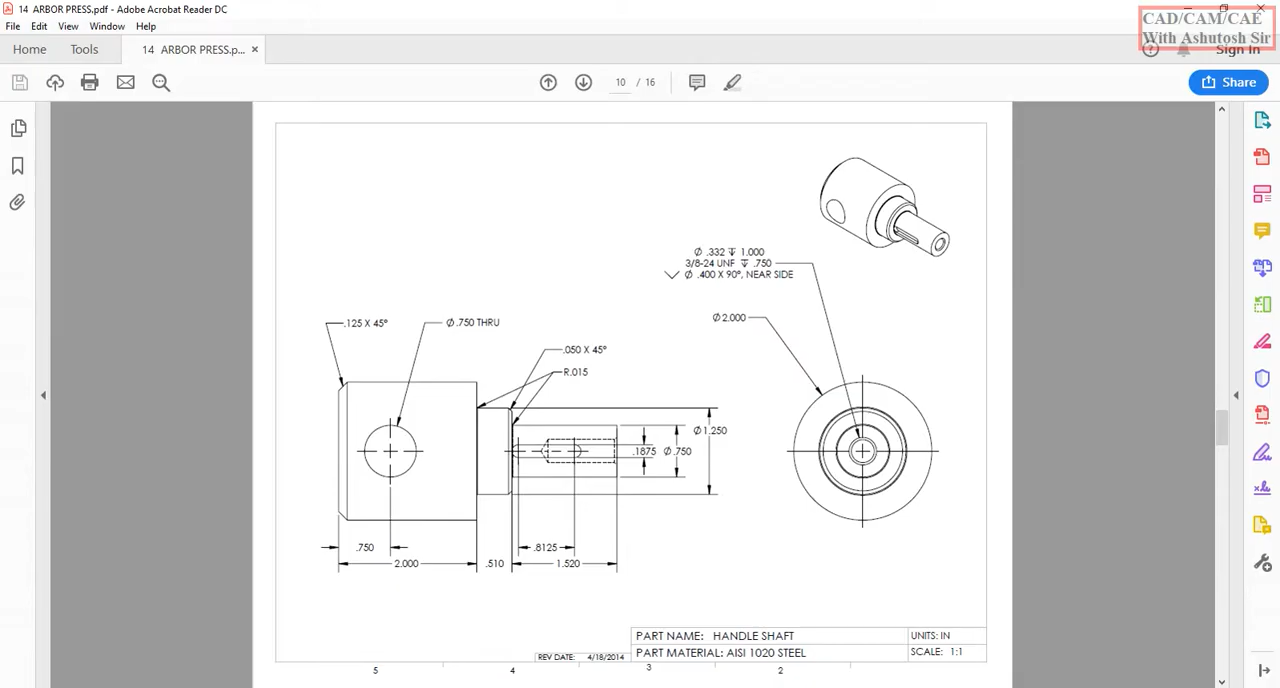 14 ARBOR PRESS.pdf - Adobe Acrobat Reader DC
CAD/CAM/CAE
With Ashutosh Sir
File Edit View Window Help
Home Tools 14 ARBOR PRESS.p... ×
Sign In
10 / 16
Share
Ø .332 ↧ 1.000
3/8-24 UNF ↧ .750
⌵ Ø .400 X 90°, NEAR SIDE
Ø 2.000
.125 X 45°
Ø .750 THRU
.050 X 45°
R.015
Ø 1.250
.1875
Ø .750
.750
.8125
2.000
.510
1.520
PART NAME: HANDLE SHAFT
UNITS: IN
PART MATERIAL: AISI 1020 STEEL
SCALE: 1:1
REV DATE: 4/18/2014
5 4 3 2